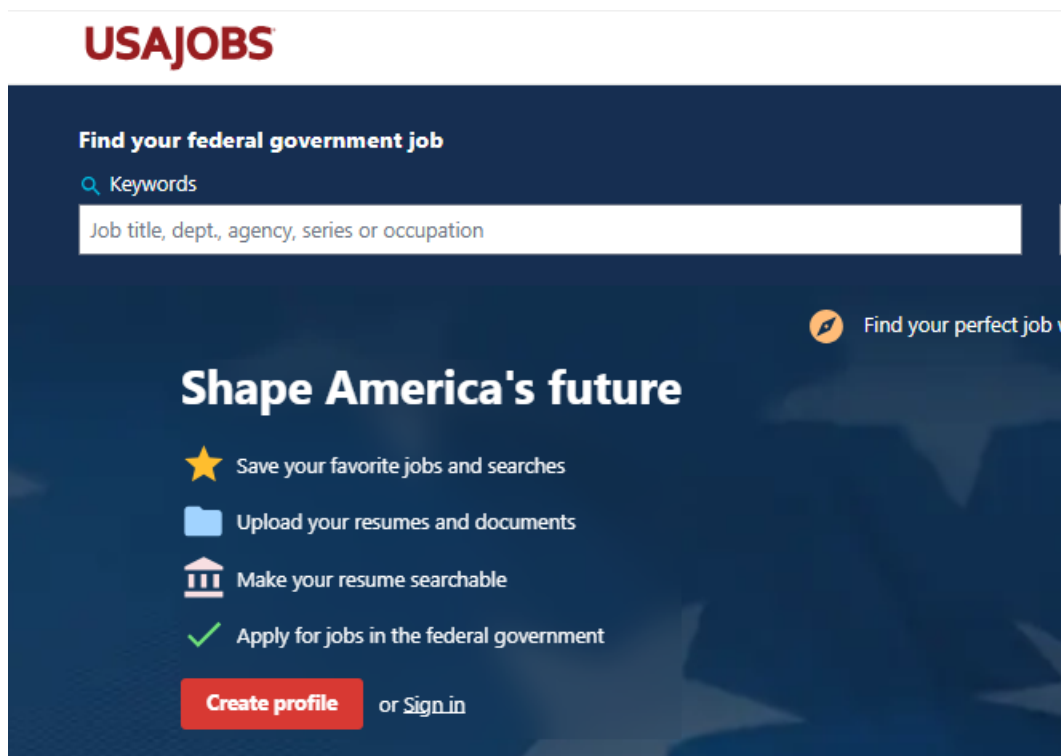 USAJOBS
Find your federal government job
Keywords
Job title, dept., agency, series or occupation
Find your perfect job
Shape America's future
Save your favorite jobs and searches
Upload your resumes and documents
Make your resume searchable
Apply for jobs in the federal government
Create profile or Sign in